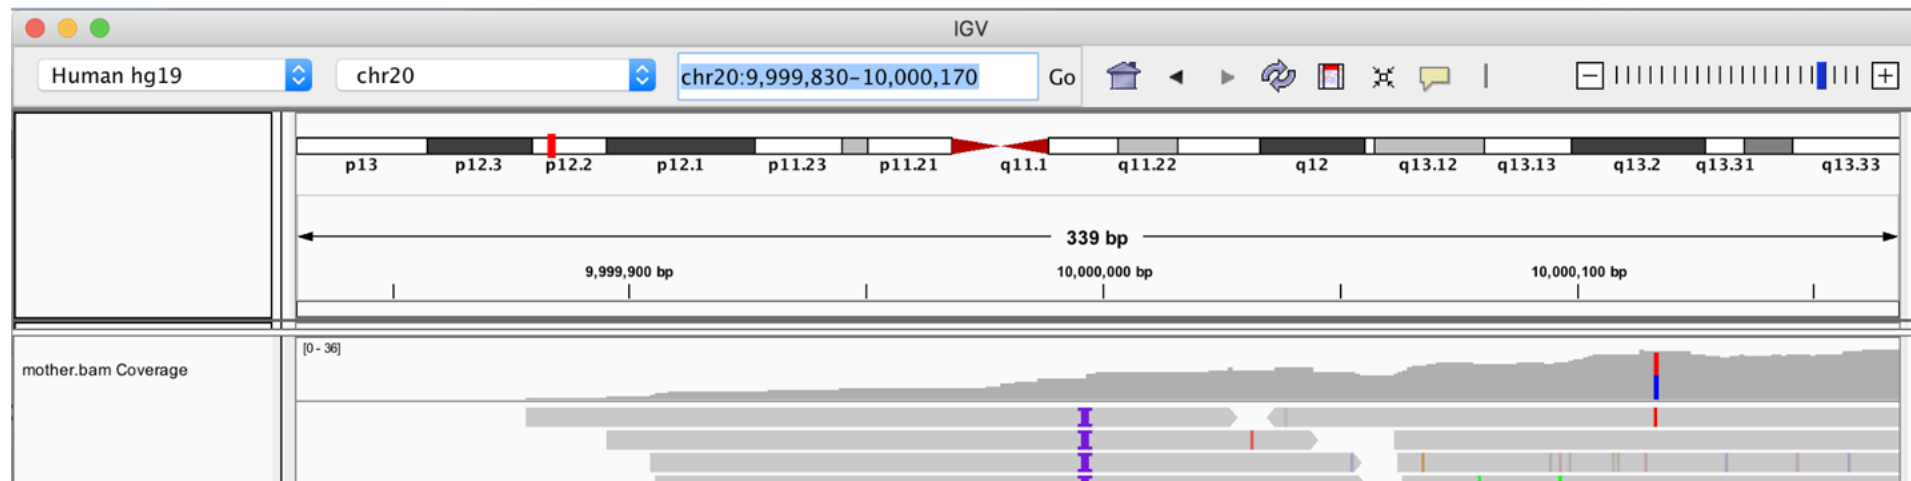 IGV
Human hg19 chr20 chr20:9,999,830-10,000,170 Go
p13 p12.3 p12.2 p12.1 p11.23 p11.21 q11.1 q11.22 q12 q13.12 q13.13 q13.2 q13.31 q13.33
339 bp
9,999,900 bp 10,000,000 bp 10,000,100 bp
[0 - 36]
mother.bam Coverage